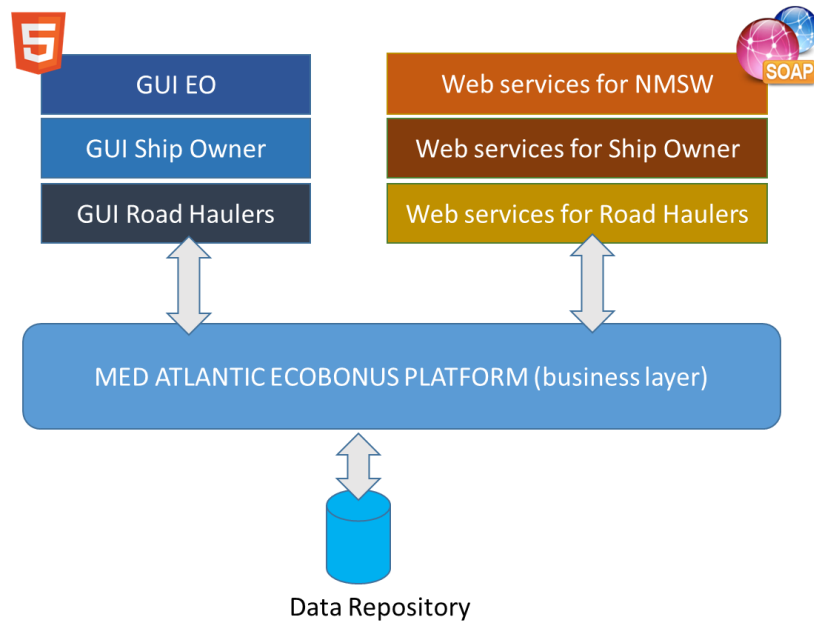 5
GUI EO
GUI Ship Owner
GUI Road Haulers
SOAP
Web services for NMSW
Web services for Ship Owner
Web services for Road Haulers
MED ATLANTIC ECOBONUS PLATFORM (business layer)
Data Repository